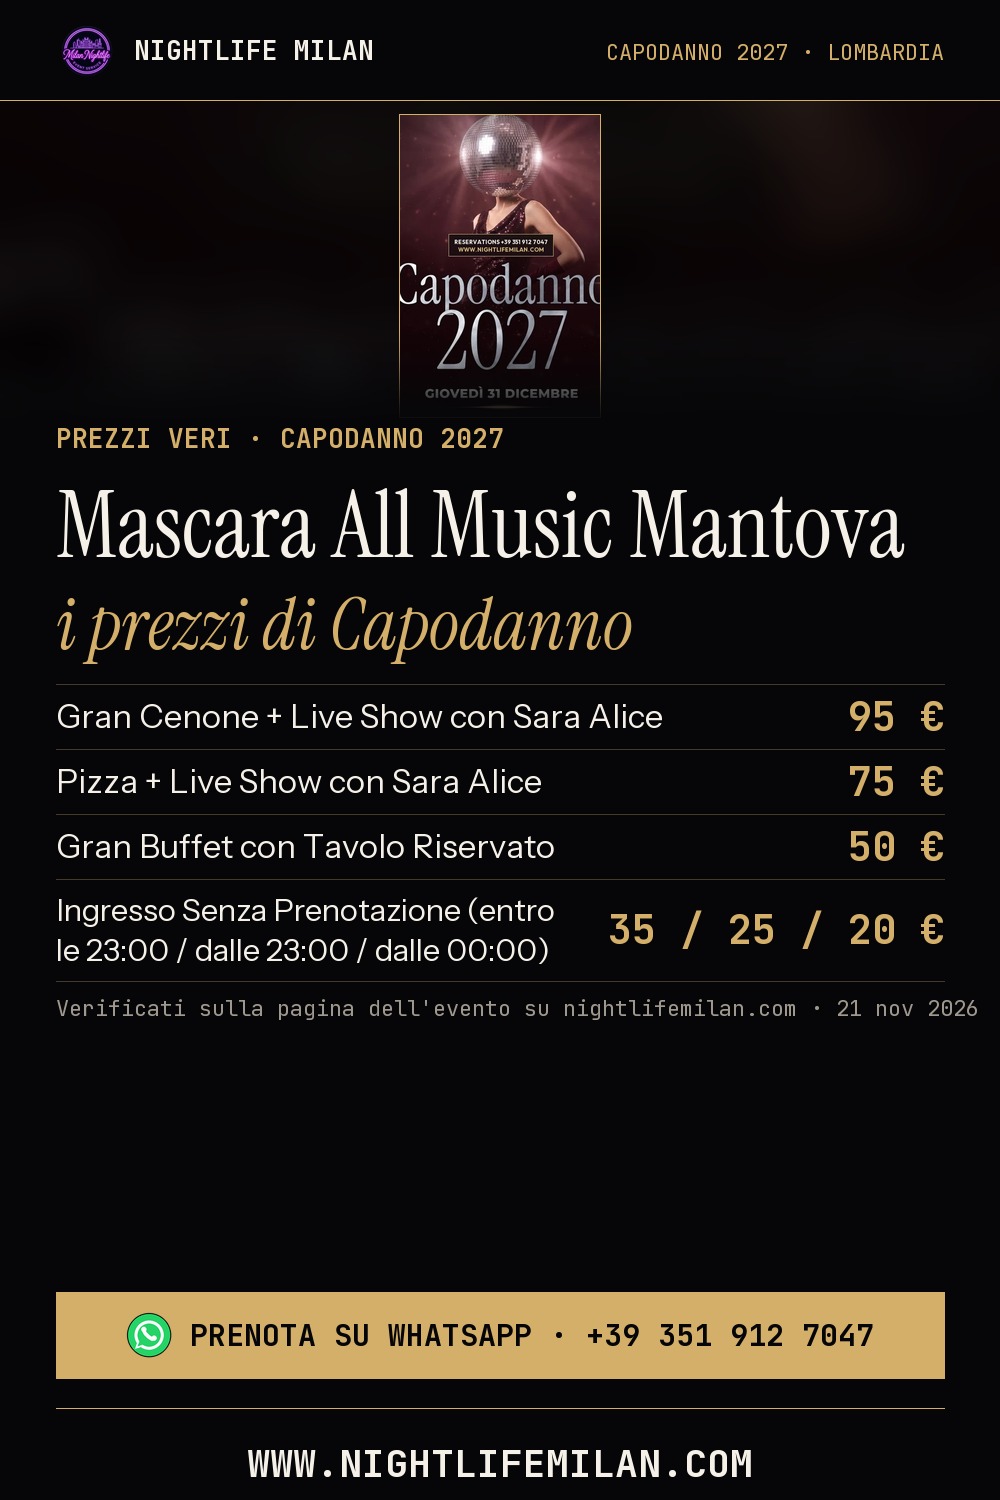 Milan Nightlife
NIGHTLIFE MILAN
CAPODANNO 2027 · LOMBARDIA
RESERVATIONS +39 351 912 7047
WWW.NIGHTLIFEMILAN.COM
Capodanno
2027
GIOVEDÌ 31 DICEMBRE
PREZZI VERI · CAPODANNO 2027
Mascara All Music Mantova
i prezzi di Capodanno
Gran Cenone + Live Show con Sara Alice 95 €
Pizza + Live Show con Sara Alice 75 €
Gran Buffet con Tavolo Riservato 50 €
Ingresso Senza Prenotazione (entro
le 23:00 / dalle 23:00 / dalle 00:00) 35 / 25 / 20 €
Verificati sulla pagina dell'evento su nightlifemilan.com · 21 nov 2026
PRENOTA SU WHATSAPP · +39 351 912 7047
WWW.NIGHTLIFEMILAN.COM